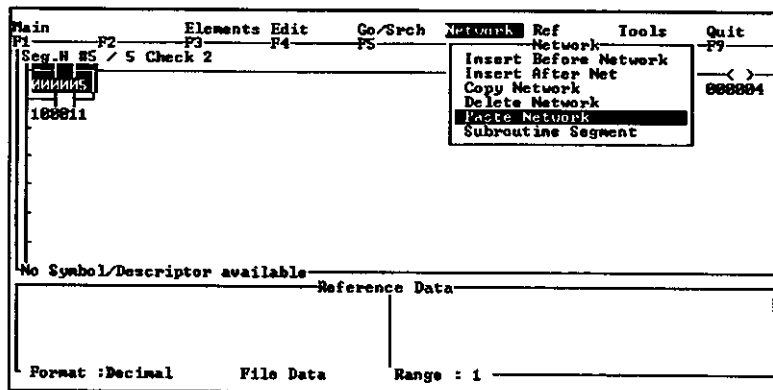 Main Elements Edit Go/Srch Network Ref Tools Quit
F1 F2 F3 F4 F5 Network F9
Seg.# #5 / 5 Check 2
Insert Before Network
Insert After Net
Copy Network
000004
Delete Network
100011
Paste Network
Subroutine Segment
No Symbol/Descriptor available
Reference Data
Format :Decimal File Data Range : 1